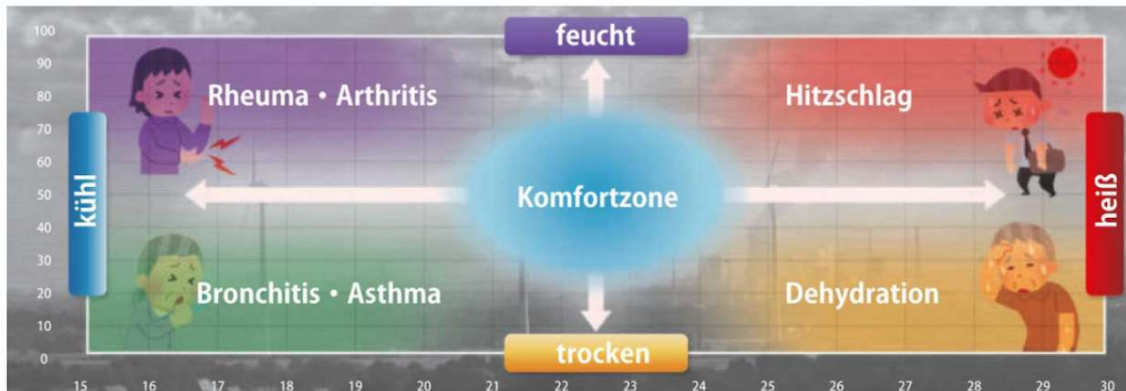 feucht
100
90
80
70
60
50
40
30
20
10
0
Rheuma • Arthritis
Hitzschlag
kühl
Komfortzone
heiß
Bronchitis • Asthma
Dehydration
trocken
15 16 17 18 19 20 21 22 23 24 25 26 27 28 29 30